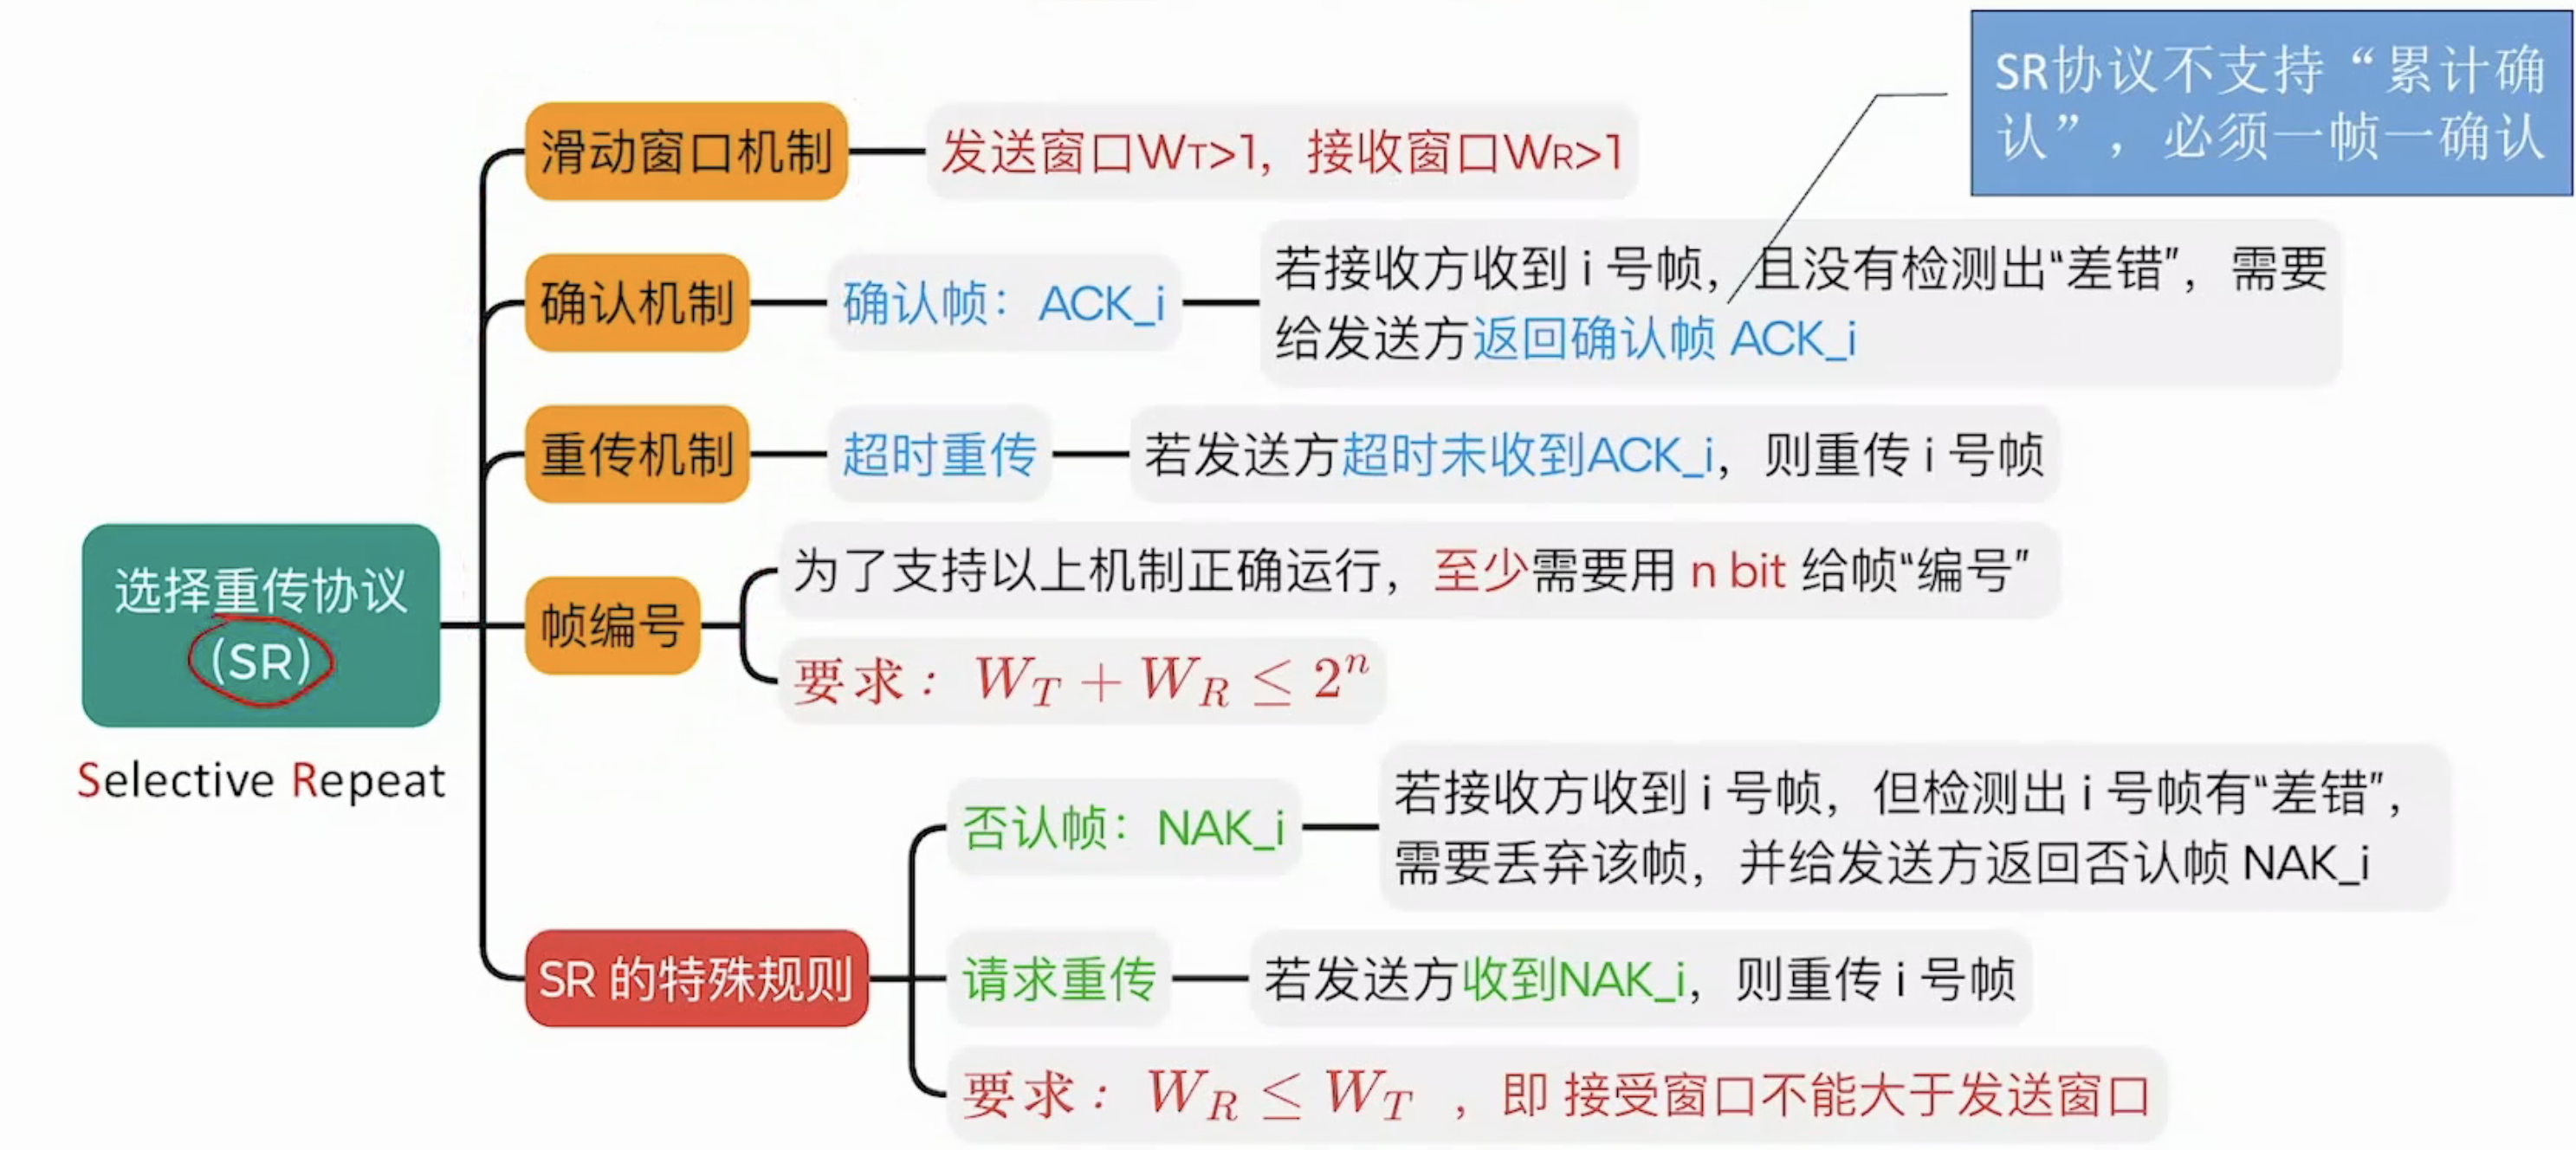 SR协议不支持“累计确
认”，必须一帧一确认
滑动窗口机制
发送窗口WT>1，接收窗口WR>1
确认机制
确认帧：ACK_i
若接收方收到 i 号帧，且没有检测出“差错”，需要
给发送方返回确认帧 ACK_i
重传机制
超时重传
若发送方超时未收到ACK_i，则重传 i 号帧
选择重传协议
(SR)
Selective Repeat
帧编号
为了支持以上机制正确运行，至少需要用 n bit 给帧“编号”
要求：W_T + W_R ≤ 2^n
SR 的特殊规则
否认帧：NAK_i
若接收方收到 i 号帧，但检测出 i 号帧有“差错”，
需要丢弃该帧，并给发送方返回否认帧 NAK_i
请求重传
若发送方收到NAK_i，则重传 i 号帧
要求：W_R ≤ W_T ，即 接受窗口不能大于发送窗口